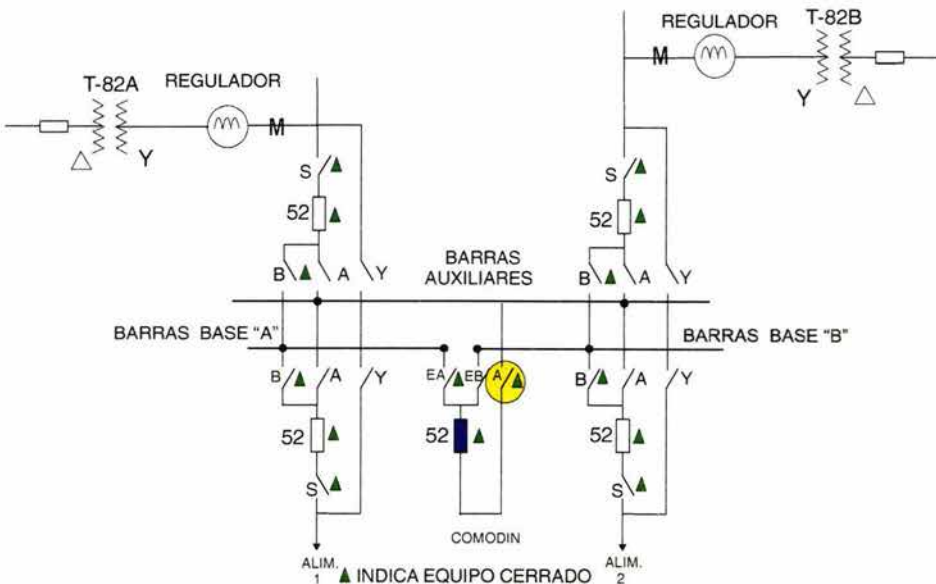 T-82B
REGULADOR
M
Y
T-82A
REGULADOR
M
Y
S
S
52
52
BARRAS
AUXILIARES
B
A
Y
B
A
Y
BARRAS BASE “A”
BARRAS BASE “B”
B
A
Y
EA
EB
A
B
A
Y
52
52
52
S
S
COMODIN
ALIM.
1
INDICA EQUIPO CERRADO
ALIM.
2